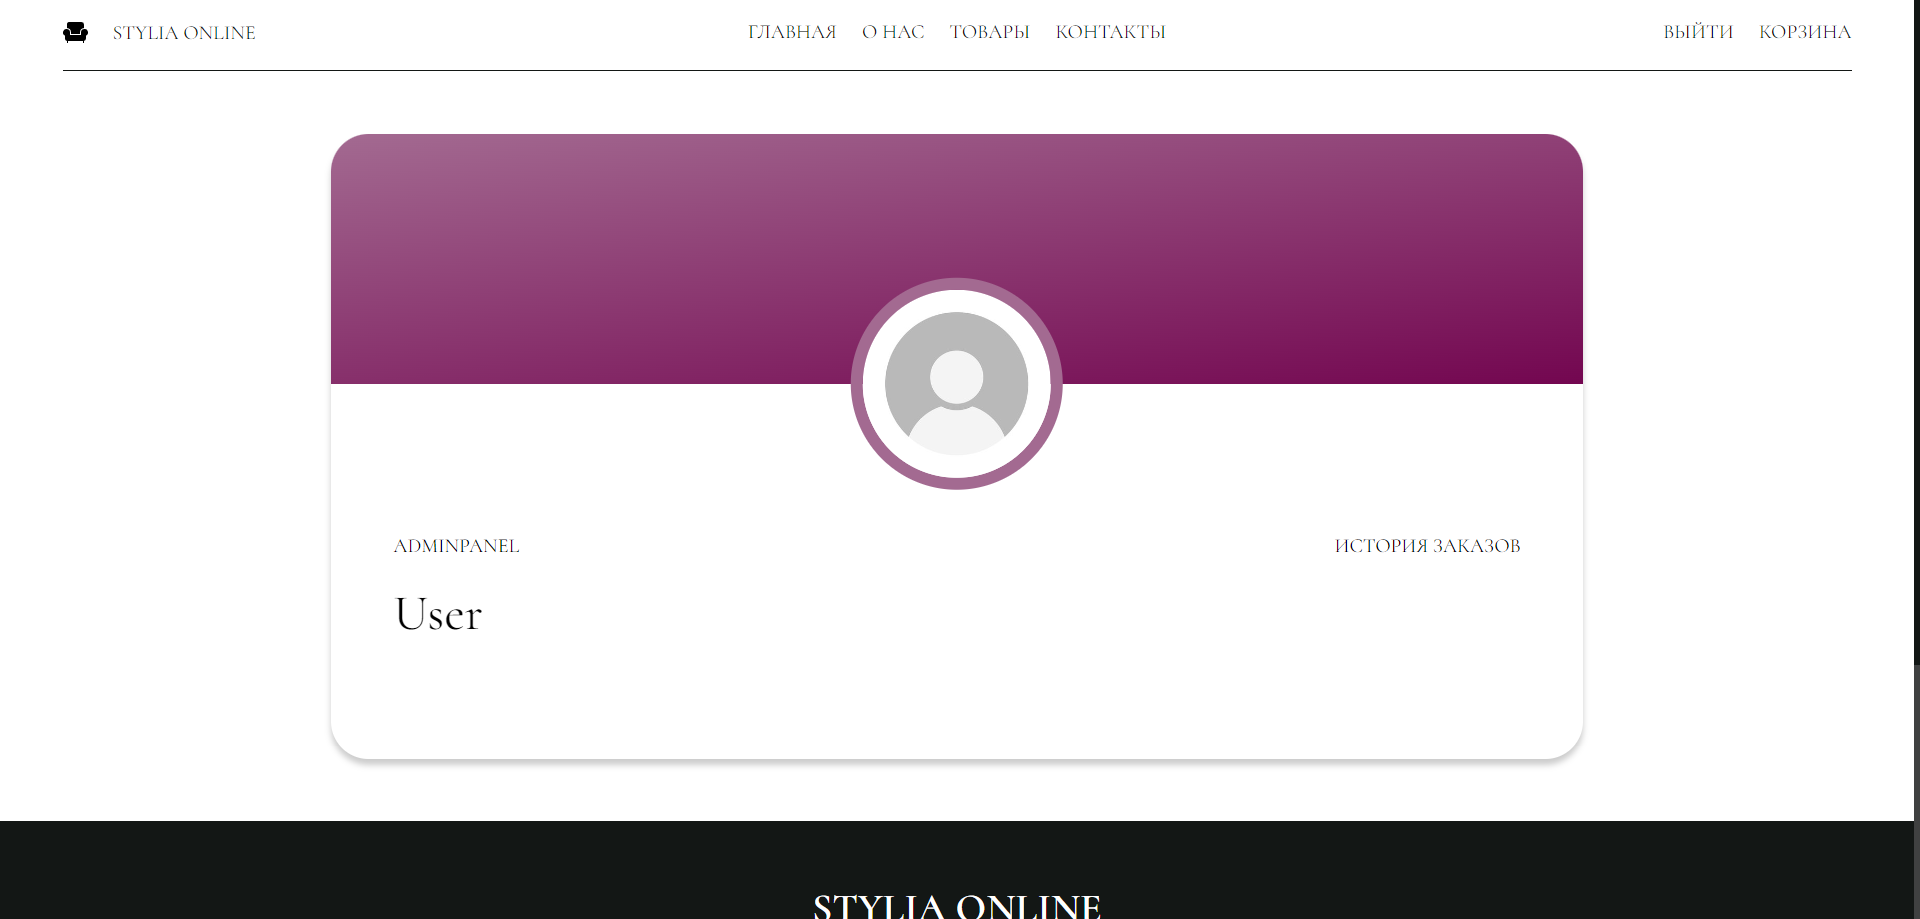 STYLIA ONLINE
ГЛАВНАЯ О НАС ТОВАРЫ КОНТАКТЫ
ВЫЙТИ КОРЗИНА
ADMINPANEL
ИСТОРИЯ ЗАКАЗОВ
User
STYLIA ONLINE